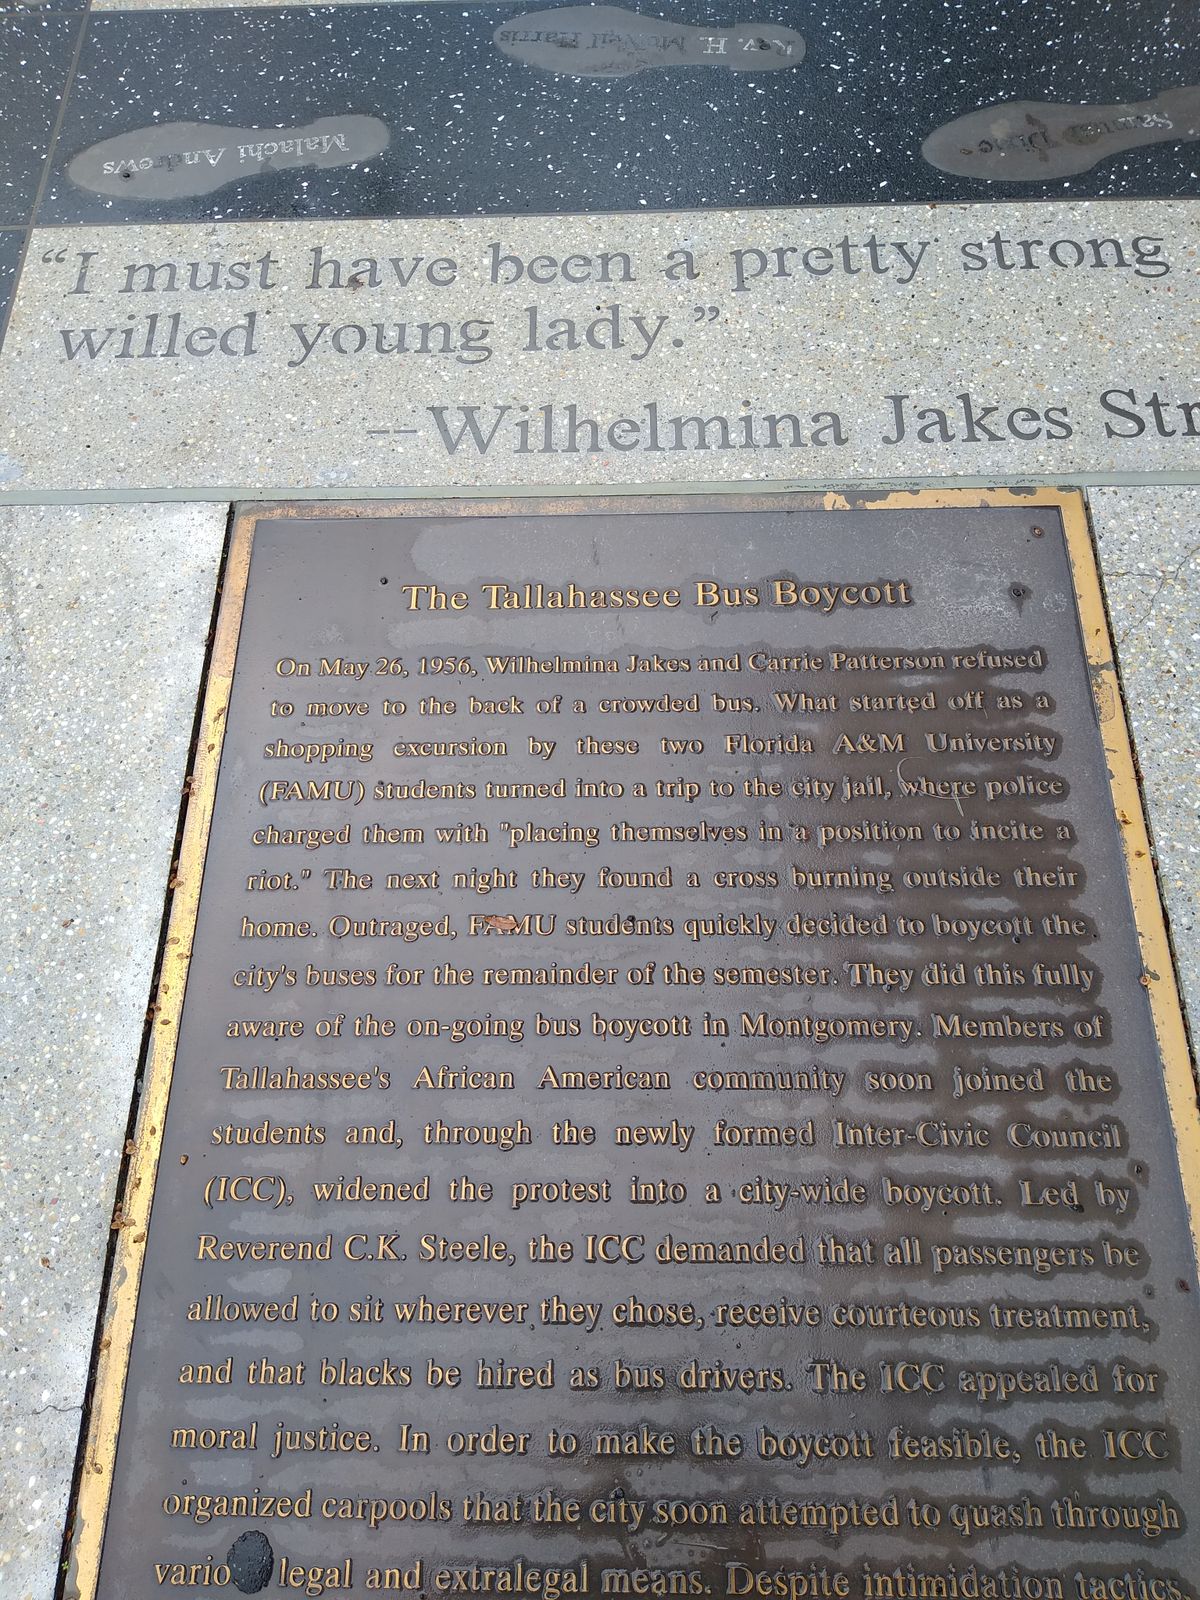 Rev. H. McNeil Harris
Malachi Andrews
Samuel
"I must have been a pretty strong
willed young lady."
--Wilhelmina Jakes Str
The Tallahassee Bus Boycott
On May 26, 1956, Wilhelmina Jakes and Carrie Patterson refused
to move to the back of a crowded bus. What started off as a
shopping excursion by these two Florida A&M University
(FAMU) students turned into a trip to the city jail, where police
charged them with "placing themselves in a position to incite a
riot." The next night they found a cross burning outside their
home. Outraged, FAMU students quickly decided to boycott the
city's buses for the remainder of the semester. They did this fully
aware of the on-going bus boycott in Montgomery. Members of
Tallahassee's African American community soon joined the
students and, through the newly formed Inter-Civic Council
(ICC), widened the protest into a city-wide boycott. Led by
Reverend C.K. Steele, the ICC demanded that all passengers be
allowed to sit wherever they chose, receive courteous treatment,
and that blacks be hired as bus drivers. The ICC appealed for
moral justice. In order to make the boycott feasible, the ICC
organized carpools that the city soon attempted to quash through
vario legal and extralegal means. Despite intimidation tactics,